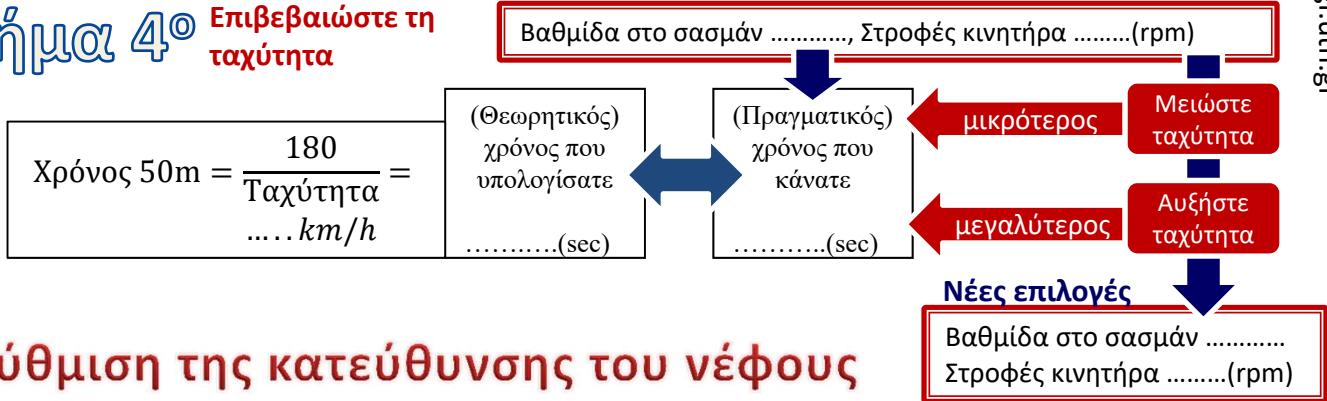 ήμα 4º
Επιβεβαιώστε τη
ταχύτητα
Βαθμίδα στο σασμάν …………, Στροφές κινητήρα ………(rpm)
Χρόνος 50m = 180 / Ταχύτητα =
….. km/h
(Θεωρητικός)
χρόνος που
υπολογίσατε
………..(sec)
(Πραγματικός)
χρόνος που
κάνατε
………..(sec)
μικρότερος
Μειώστε
ταχύτητα
μεγαλύτερος
Αυξήστε
ταχύτητα
Νέες επιλογές
Βαθμίδα στο σασμάν …………
Στροφές κινητήρα ………(rpm)
ύθμιση της κατεύθυνσης του νέφους